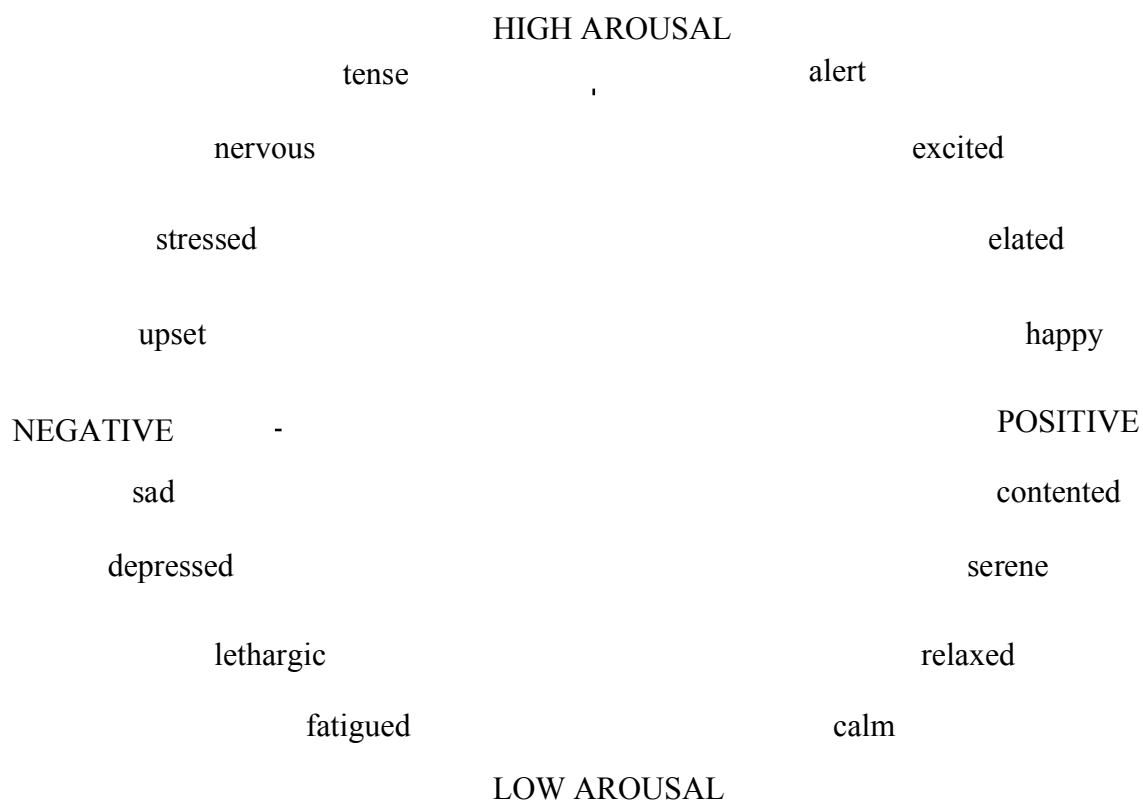 HIGH AROUSAL
tense alert
nervous excited
stressed elated
upset happy
NEGATIVE - POSITIVE
sad contented
depressed serene
lethargic relaxed
fatigued calm
LOW AROUSAL